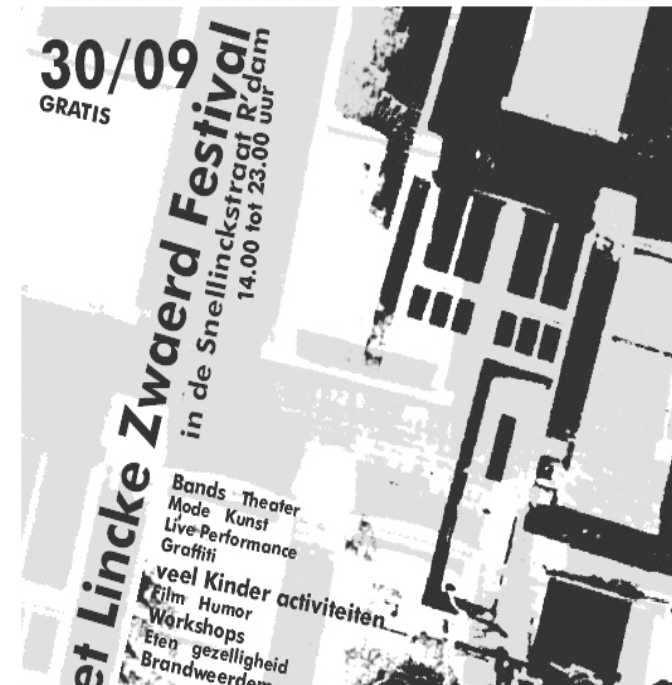 30/09
GRATIS
et Lincke Zwaerd Festival
in de Snellinckstraat R'dam
14.00 tot 23.00 uur
Bands Theater
Mode Kunst
Live-Performance
Graffiti
veel Kinder activiteiten
Film Humor
Workshops
Eten gezelligheid